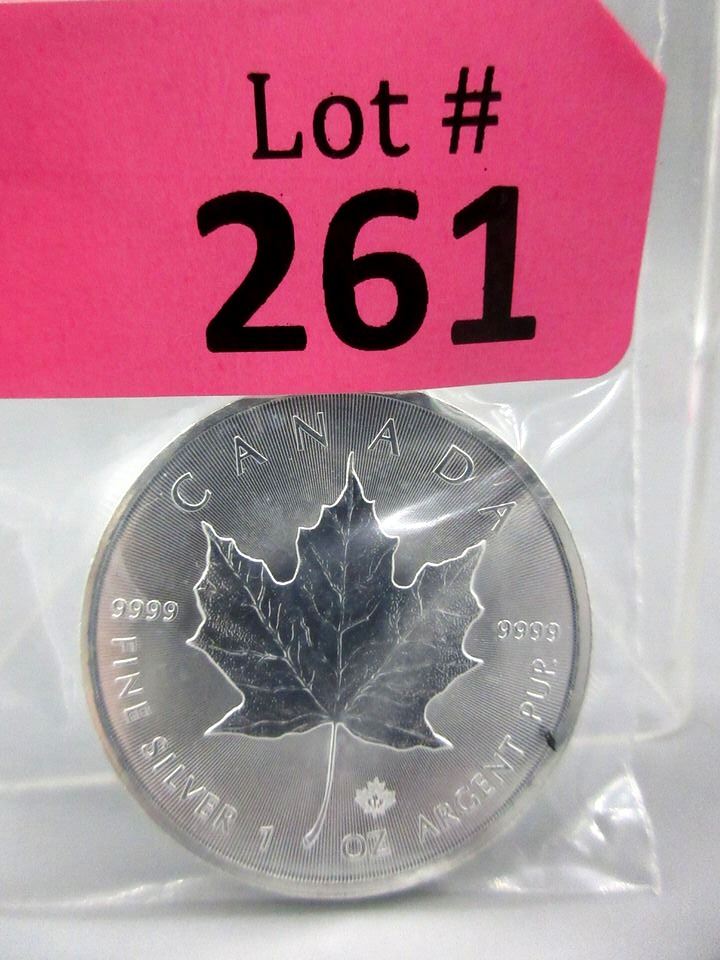 Lot #
261
CANADA
9999
9999
FINE SILVER 1 OZ ARGENT PUR